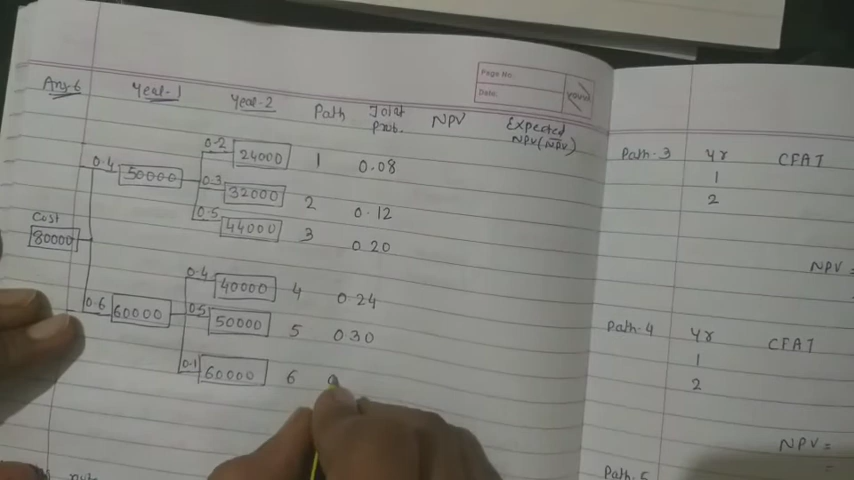 Page No:
Date:
Ans-6 Year-1 Year-2 Path Joint Prob. NPV Expected NPV(NPV)
0.4 50000
0.2 24000 1 0.08
0.3 32000 2 0.12
0.5 44000 3 0.20
Cost
80000
0.6 60000
0.4 40000 4 0.24
0.5 50000 5 0.30
0.1 60000 6 0
Path-3 Yr CFAT
1
2
NPV=
Path-4 Yr CFAT
1
2
NPV=
=
Path-5